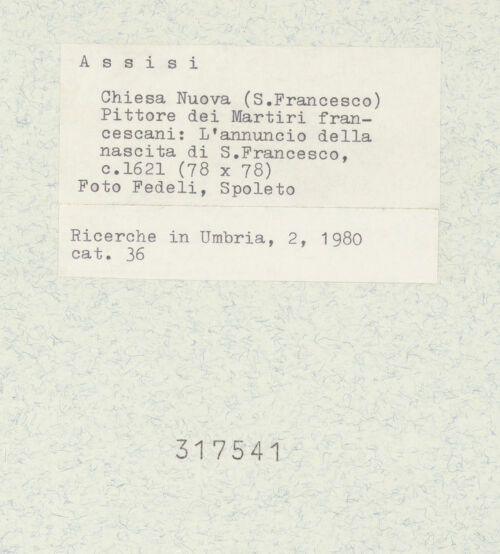 A s s i s i
Chiesa Nuova (S.Francesco)
Pittore dei Martiri fran-
cescani: L'annuncio della
nascita di S.Francesco,
c.1621 (78 x 78)
Foto Fedeli, Spoleto
Ricerche in Umbria, 2, 1980
cat. 36
317541